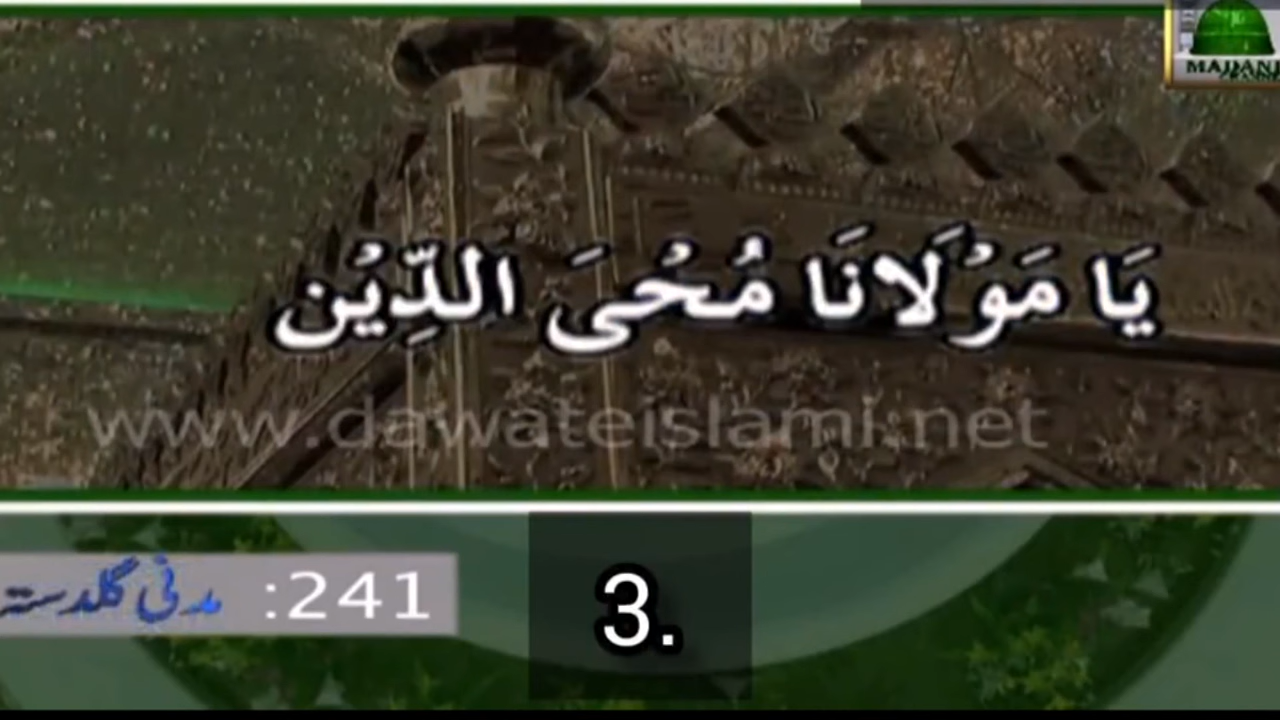 MADANI
يَا مَوْلَانَا مُحْىَ الدِّيْن
www.dawateislami.net
مدنی گلدستہ :241
3.